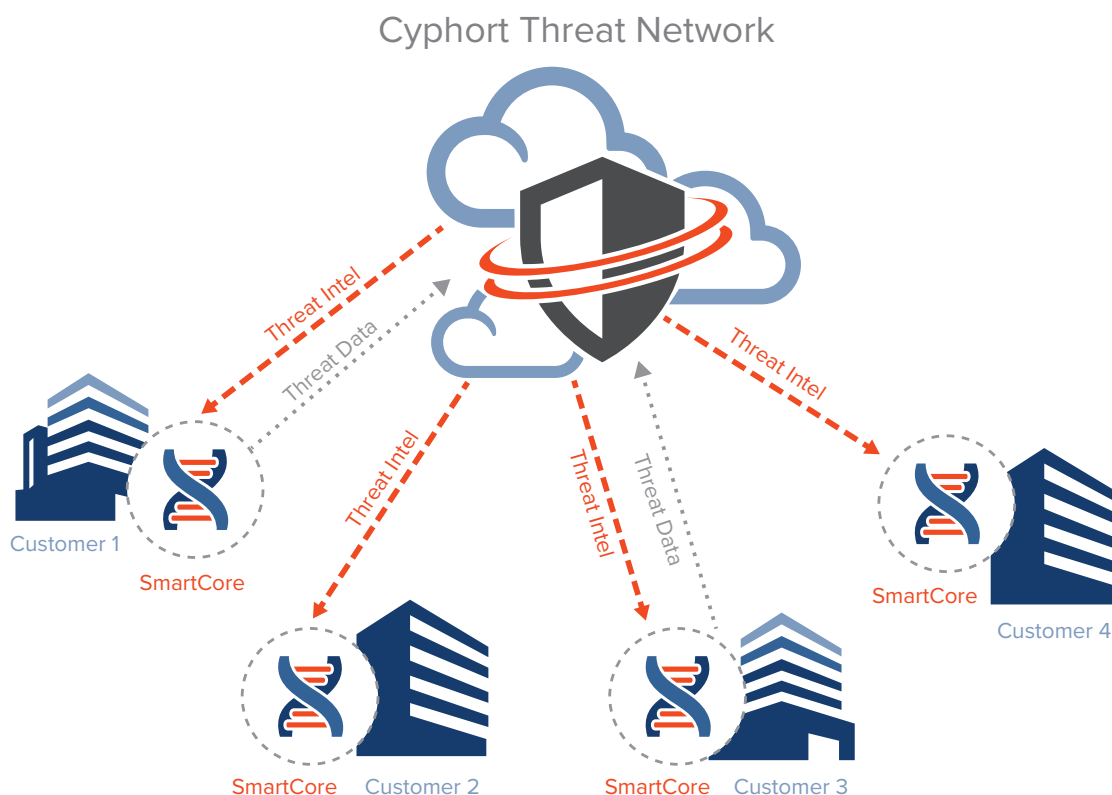 Cyphort Threat Network
Threat Intel
Threat Data
Threat Intel
Threat Intel
Threat Data
Threat Intel
Customer 1
SmartCore
SmartCore
Customer 2
SmartCore
Customer 3
SmartCore
Customer 4